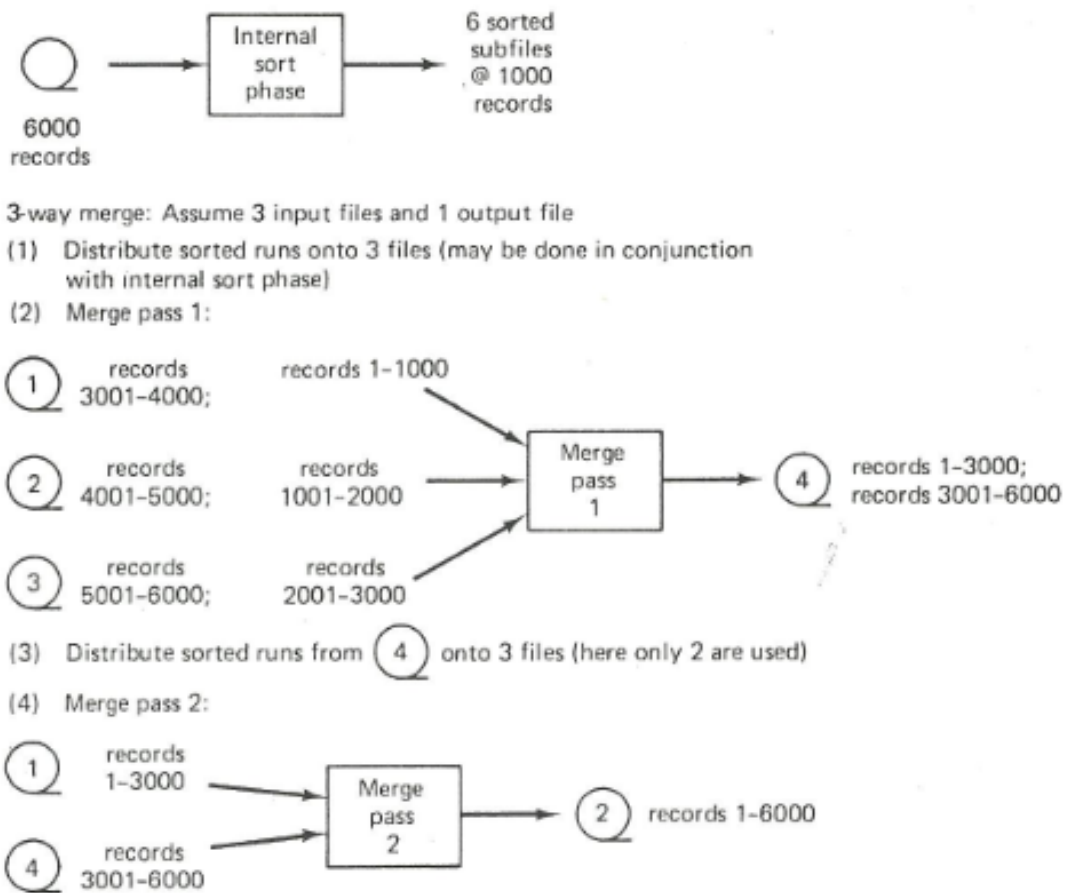 Internal
sort
phase
6 sorted
subfiles
@ 1000
records
6000
records
3-way merge: Assume 3 input files and 1 output file
(1) Distribute sorted runs onto 3 files (may be done in conjunction
with internal sort phase)
(2) Merge pass 1:
1
records
3001-4000;
records 1-1000
2
records
4001-5000;
records
1001-2000
3
records
5001-6000;
records
2001-3000
Merge
pass
1
4
records 1-3000;
records 3001-6000
(3) Distribute sorted runs from 4 onto 3 files (here only 2 are used)
(4) Merge pass 2:
1
records
1-3000
4
records
3001-6000
Merge
pass
2
2
records 1-6000